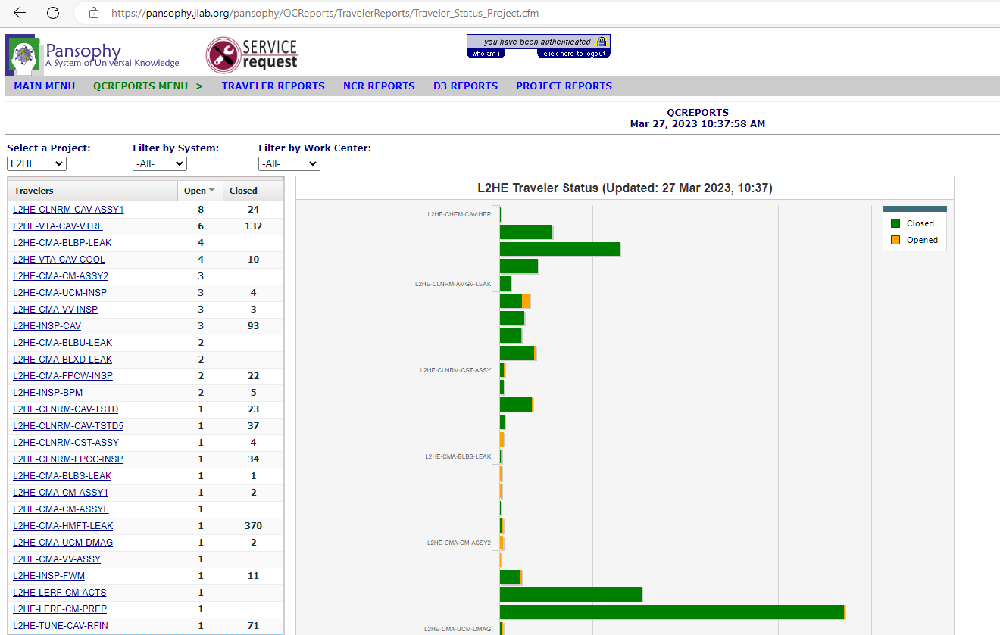 https://pansophy.jlab.org/pansophy/QCReports/TravelerReports/Traveler_Status_Project.cfm
Pansophy
A System of Universal Knowledge
SERVICE
request
you have been authenticated
who am i click here to logout
MAIN MENU QCREPORTS MENU -> TRAVELER REPORTS NCR REPORTS D3 REPORTS PROJECT REPORTS
QCREPORTS
Mar 27, 2023 10:37:58 AM
Select a Project: Filter by System: Filter by Work Center:
L2HE -All- -All-
Travelers Open Closed
L2HE-CLNRM-CAV-ASSY1 8 24
L2HE-VTA-CAV-VTRF 6 132
L2HE-CMA-BLBP-LEAK 4
L2HE-VTA-CAV-COOL 4 10
L2HE-CMA-CM-ASSY2 3
L2HE-CMA-UCM-INSP 3 4
L2HE-CMA-VV-INSP 3 3
L2HE-INSP-CAV 3 93
L2HE-CMA-BLBU-LEAK 2
L2HE-CMA-BLXD-LEAK 2
L2HE-CMA-FPCW-INSP 2 22
L2HE-INSP-BPM 2 5
L2HE-CLNRM-CAV-TSTD 1 23
L2HE-CLNRM-CAV-TSTD5 1 37
L2HE-CLNRM-CST-ASSY 1 4
L2HE-CLNRM-FPCC-INSP 1 34
L2HE-CMA-BLBS-LEAK 1 1
L2HE-CMA-CM-ASSY1 1 2
L2HE-CMA-CM-ASSYF 1
L2HE-CMA-HMFT-LEAK 1 370
L2HE-CMA-UCM-DMAG 1 2
L2HE-CMA-VV-ASSY 1
L2HE-INSP-FWM 1 11
L2HE-LERF-CM-ACTS 1
L2HE-LERF-CM-PREP 1
L2HE-TUNE-CAV-RFIN 1 71
L2HE Traveler Status (Updated: 27 Mar 2023, 10:37)
L2HE-CHEM-CAV-HEP
L2HE-CLNRM-AMGV-LEAK
L2HE-CLNRM-CST-ASSY
L2HE-CMA-BLBS-LEAK
L2HE-CMA-CM-ASSY2
L2HE-CMA-UCM-DMAG
Closed
Opened